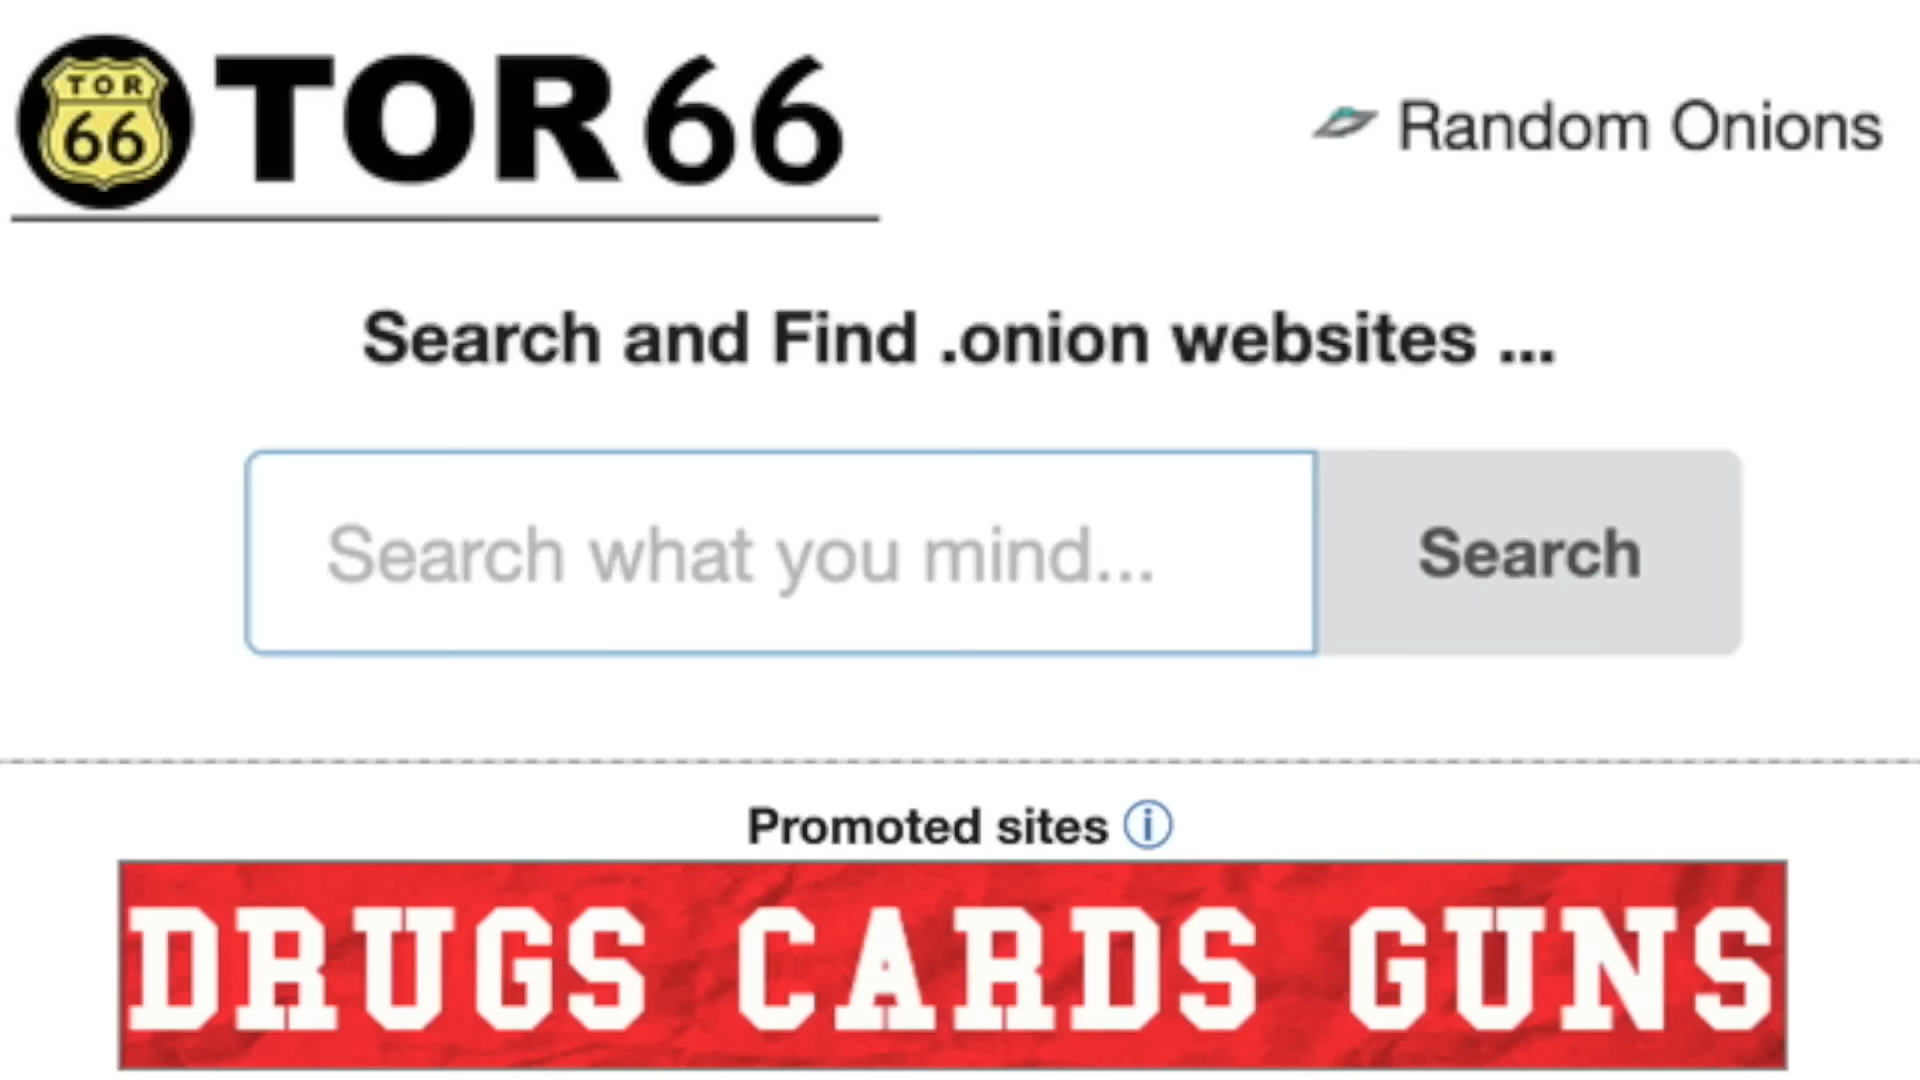 TOR
66
TOR66
Random Onions
Search and Find .onion websites ...
Search what you mind...
Search
Promoted sites i
DRUGS CARDS GUNS